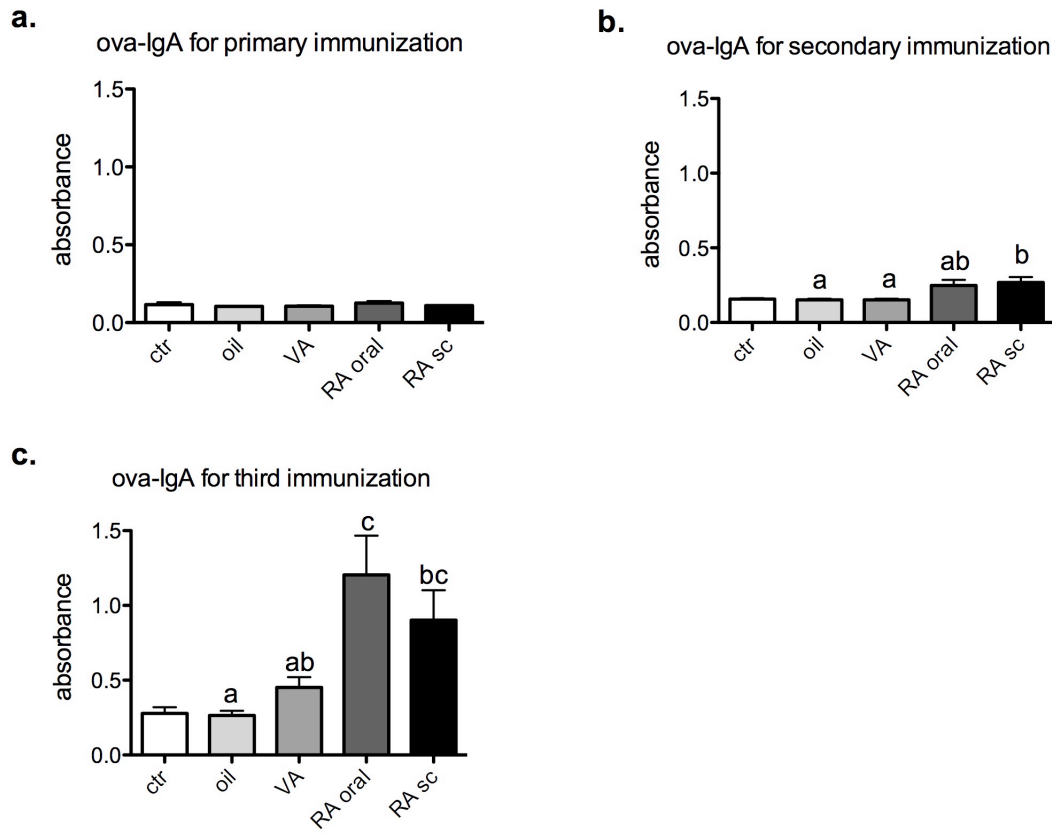 a.
ova-IgA for primary immunization
1.5
1.0
0.5
0.0
absorbance
ctr
oil
VA
RA oral
RA sc
b.
ova-IgA for secondary immunization
1.5
1.0
0.5
0.0
absorbance
a
a
ab
b
ctr
oil
VA
RA oral
RA sc
c.
ova-IgA for third immunization
1.5
1.0
0.5
0.0
absorbance
a
ab
c
bc
ctr
oil
VA
RA oral
RA sc